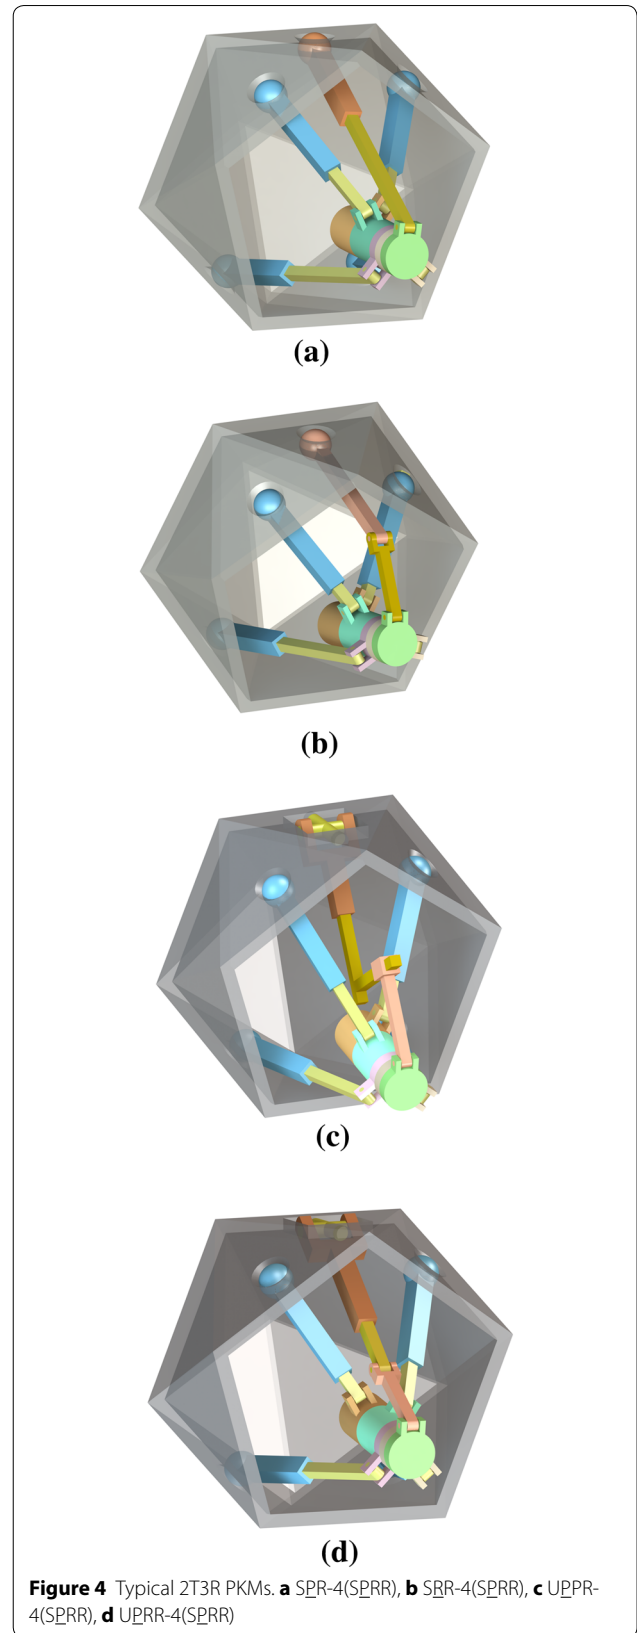 (a)
(b)
(c)
(d)
Figure 4 Typical 2T3R PKMs. a SPR-4(SPRR), b SRR-4(SPRR), c UPPR-
4(SPRR), d UPRR-4(SPRR)